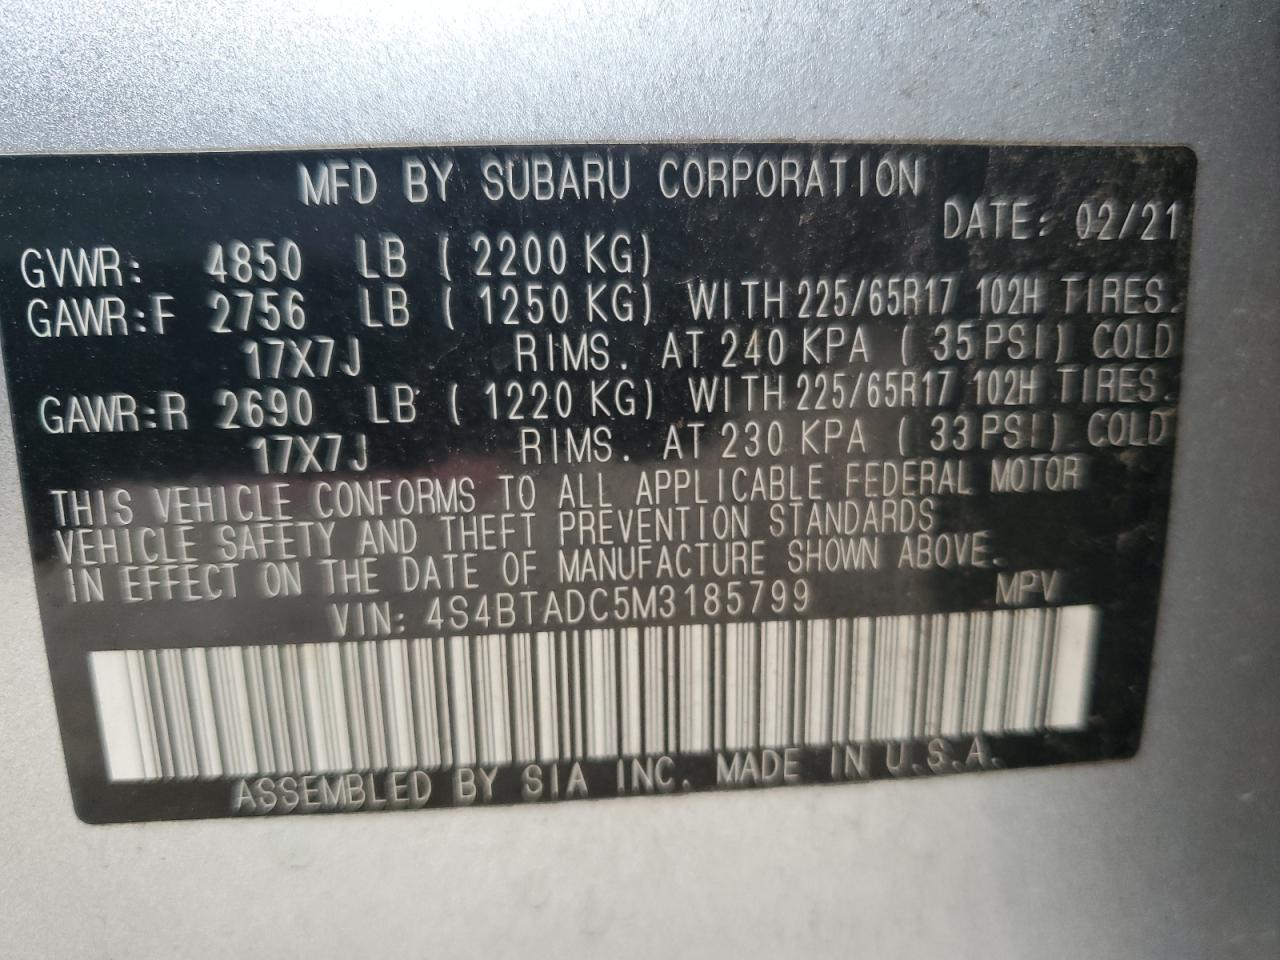 MFD BY SUBARU CORPORATION
DATE: 02/21
GVWR: 4850 LB ( 2200 KG)
GAWR:F 2756 LB ( 1250 KG) WITH 225/65R17 102H TIRES.
17X7J RIMS. AT 240 KPA ( 35 PSI) COLD
GAWR:R 2690 LB ( 1220 KG) WITH 225/65R17 102H TIRES.
17X7J RIMS. AT 230 KPA ( 33 PSI) COLD
THIS VEHICLE CONFORMS TO ALL APPLICABLE FEDERAL MOTOR
VEHICLE SAFETY AND THEFT PREVENTION STANDARDS
IN EFFECT ON THE DATE OF MANUFACTURE SHOWN ABOVE.
VIN: 4S4BTADC5M3185799 MPV
ASSEMBLED BY SIA INC. MADE IN U.S.A.